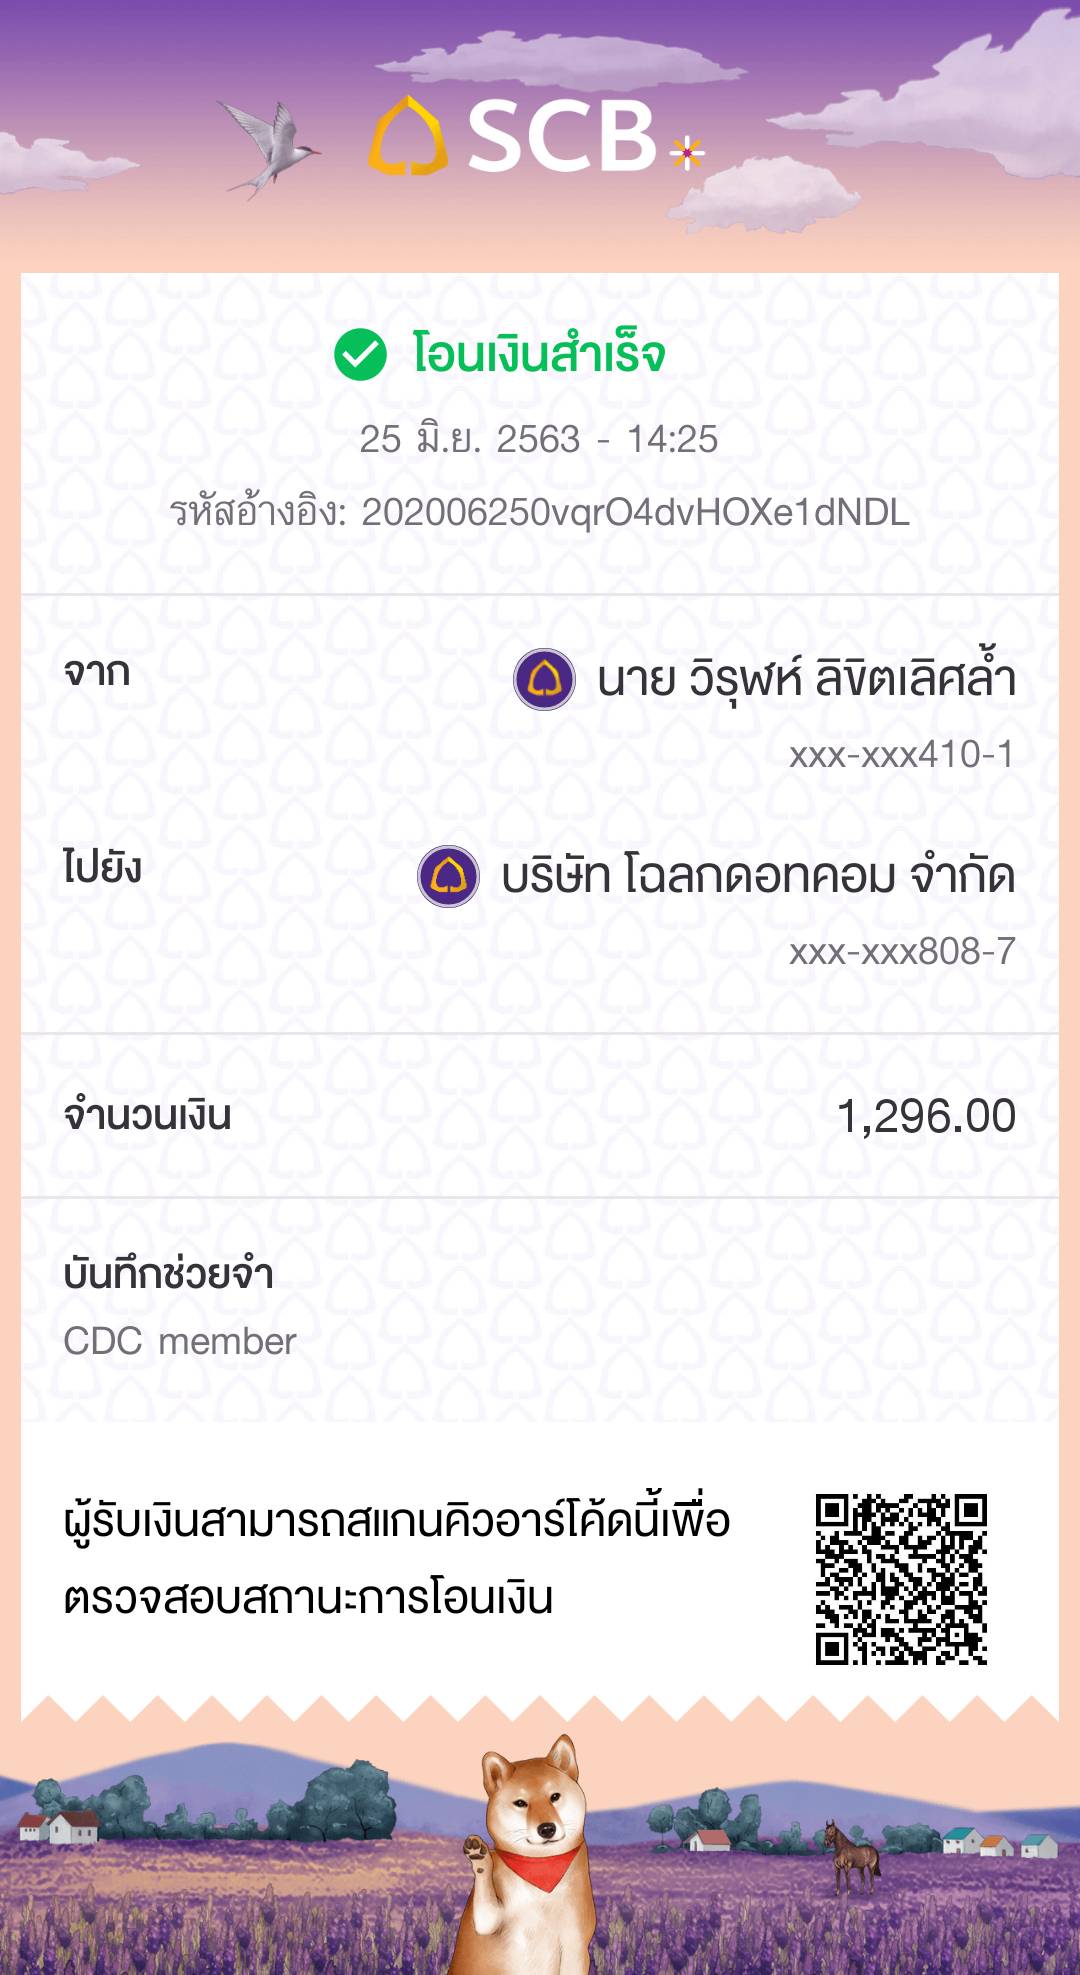 SCB
โอนเงินสำเร็จ
25 มิ.ย. 2563 - 14:25
รหัสอ้างอิง: 202006250vqrO4dvHOXe1dNDL
จาก
นาย วิรุฬห์ ลิขิตเลิศล้ำ
xxx-xxx410-1
ไปยัง
บริษัท โฉลกดอทคอม จำกัด
xxx-xxx808-7
จำนวนเงิน 1,296.00
บันทึกช่วยจำ
CDC member
ผู้รับเงินสามารถสแกนคิวอาร์โค้ดนี้เพื่อ
ตรวจสอบสถานะการโอนเงิน